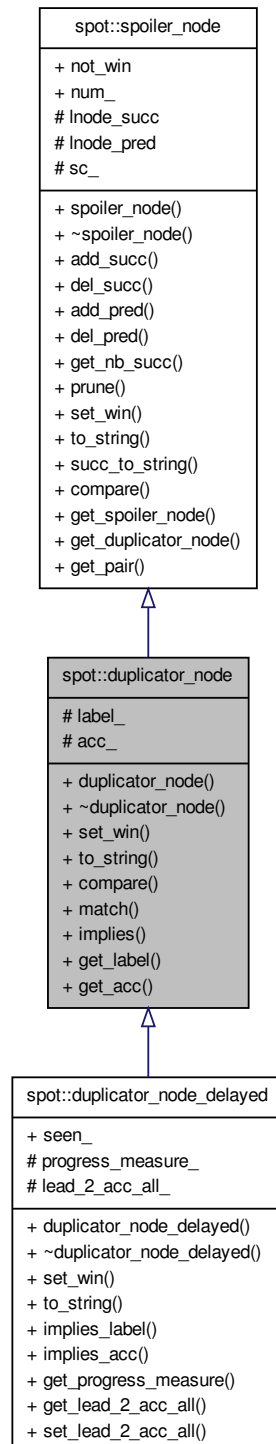 spot::spoiler_node
+ not_win
+ num_
# lnode_succ
# lnode_pred
# sc_
+ spoiler_node()
+ ~spoiler_node()
+ add_succ()
+ del_succ()
+ add_pred()
+ del_pred()
+ get_nb_succ()
+ prune()
+ set_win()
+ to_string()
+ succ_to_string()
+ compare()
+ get_spoiler_node()
+ get_duplicator_node()
+ get_pair()
spot::duplicator_node
# label_
# acc_
+ duplicator_node()
+ ~duplicator_node()
+ set_win()
+ to_string()
+ compare()
+ match()
+ implies()
+ get_label()
+ get_acc()
spot::duplicator_node_delayed
+ seen_
# progress_measure_
# lead_2_acc_all_
+ duplicator_node_delayed()
+ ~duplicator_node_delayed()
+ set_win()
+ to_string()
+ implies_label()
+ implies_acc()
+ get_progress_measure()
+ get_lead_2_acc_all()
+ set_lead_2_acc_all()